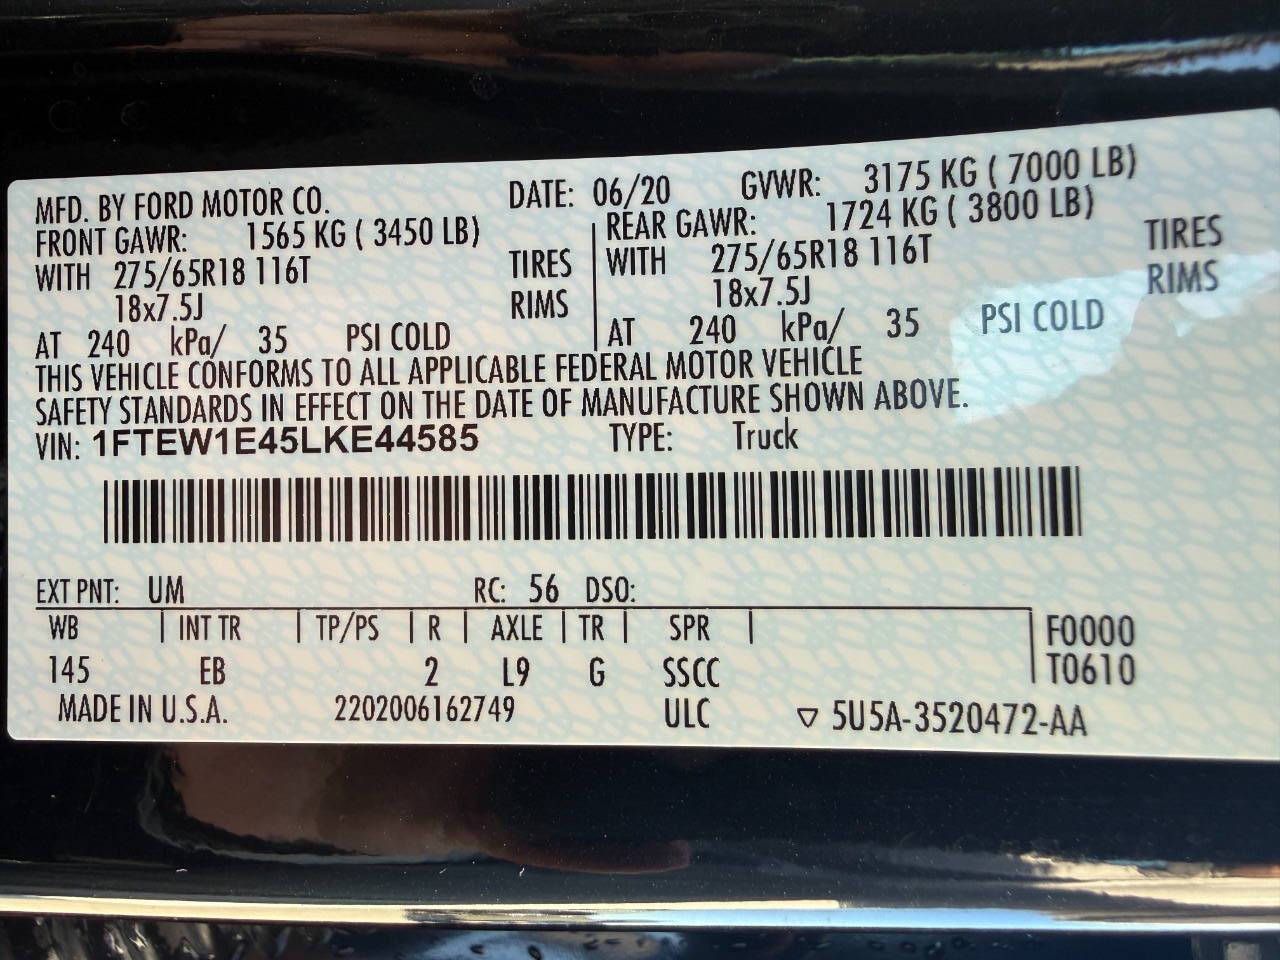 MFD. BY FORD MOTOR CO. DATE: 06/20 GVWR: 3175 KG ( 7000 LB)
FRONT GAWR: 1565 KG ( 3450 LB) REAR GAWR: 1724 KG ( 3800 LB)
WITH 275/65R18 116T TIRES WITH 275/65R18 116T TIRES
18x7.5J RIMS 18x7.5J RIMS
AT 240 kPa/ 35 PSI COLD AT 240 kPa/ 35 PSI COLD
THIS VEHICLE CONFORMS TO ALL APPLICABLE FEDERAL MOTOR VEHICLE
SAFETY STANDARDS IN EFFECT ON THE DATE OF MANUFACTURE SHOWN ABOVE.
VIN: 1FTEW1E45LKE44585 TYPE: Truck
EXT PNT: UM RC: 56 DSO:
WB | INT TR | TP/PS | R | AXLE | TR | SPR | F0000
145 EB 2 L9 G SSCC T0610
MADE IN U.S.A. 2202006162749 ULC ▽ 5U5A-3520472-AA